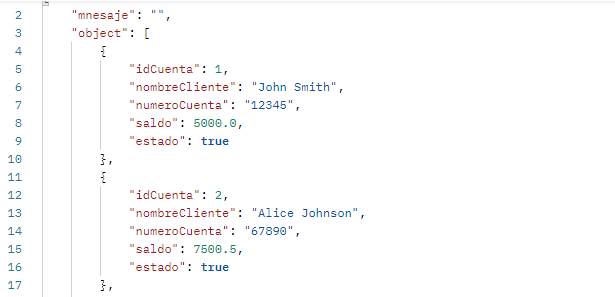 2 "mnesaje": "",
3 "object": [
4 {
5 "idCuenta": 1,
6 "nombreCliente": "John Smith",
7 "numeroCuenta": "12345",
8 "saldo": 5000.0,
9 "estado": true
10 },
11 {
12 "idCuenta": 2,
13 "nombreCliente": "Alice Johnson",
14 "numeroCuenta": "67890",
15 "saldo": 7500.5,
16 "estado": true
17 },